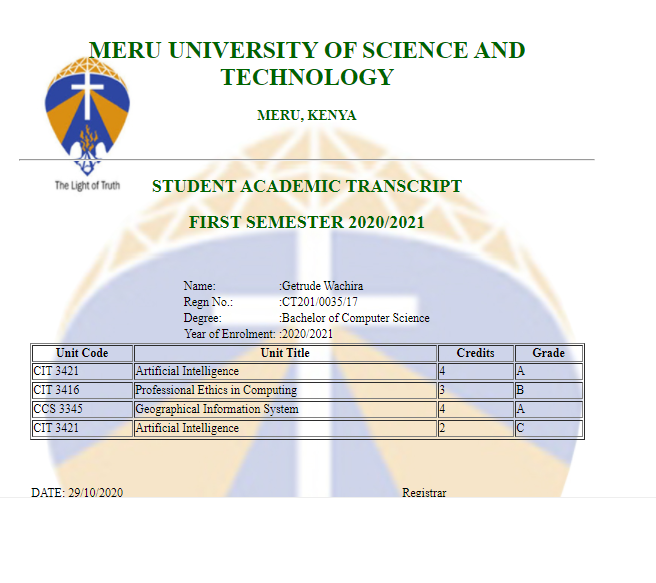 MERU UNIVERSITY OF SCIENCE AND
TECHNOLOGY
MERU, KENYA
The Light of Truth
STUDENT ACADEMIC TRANSCRIPT
FIRST SEMESTER 2020/2021
Name: :Getrude Wachira
Regn No.: :CT201/0035/17
Degree: :Bachelor of Computer Science
Year of Enrolment: :2020/2021
Unit Code Unit Title Credits Grade
CIT 3421 Artificial Intelligence 4 A
CIT 3416 Professional Ethics in Computing 3 B
CCS 3345 Geographical Information System 4 A
CIT 3421 Artificial Intelligence 2 C
DATE: 29/10/2020 Registrar